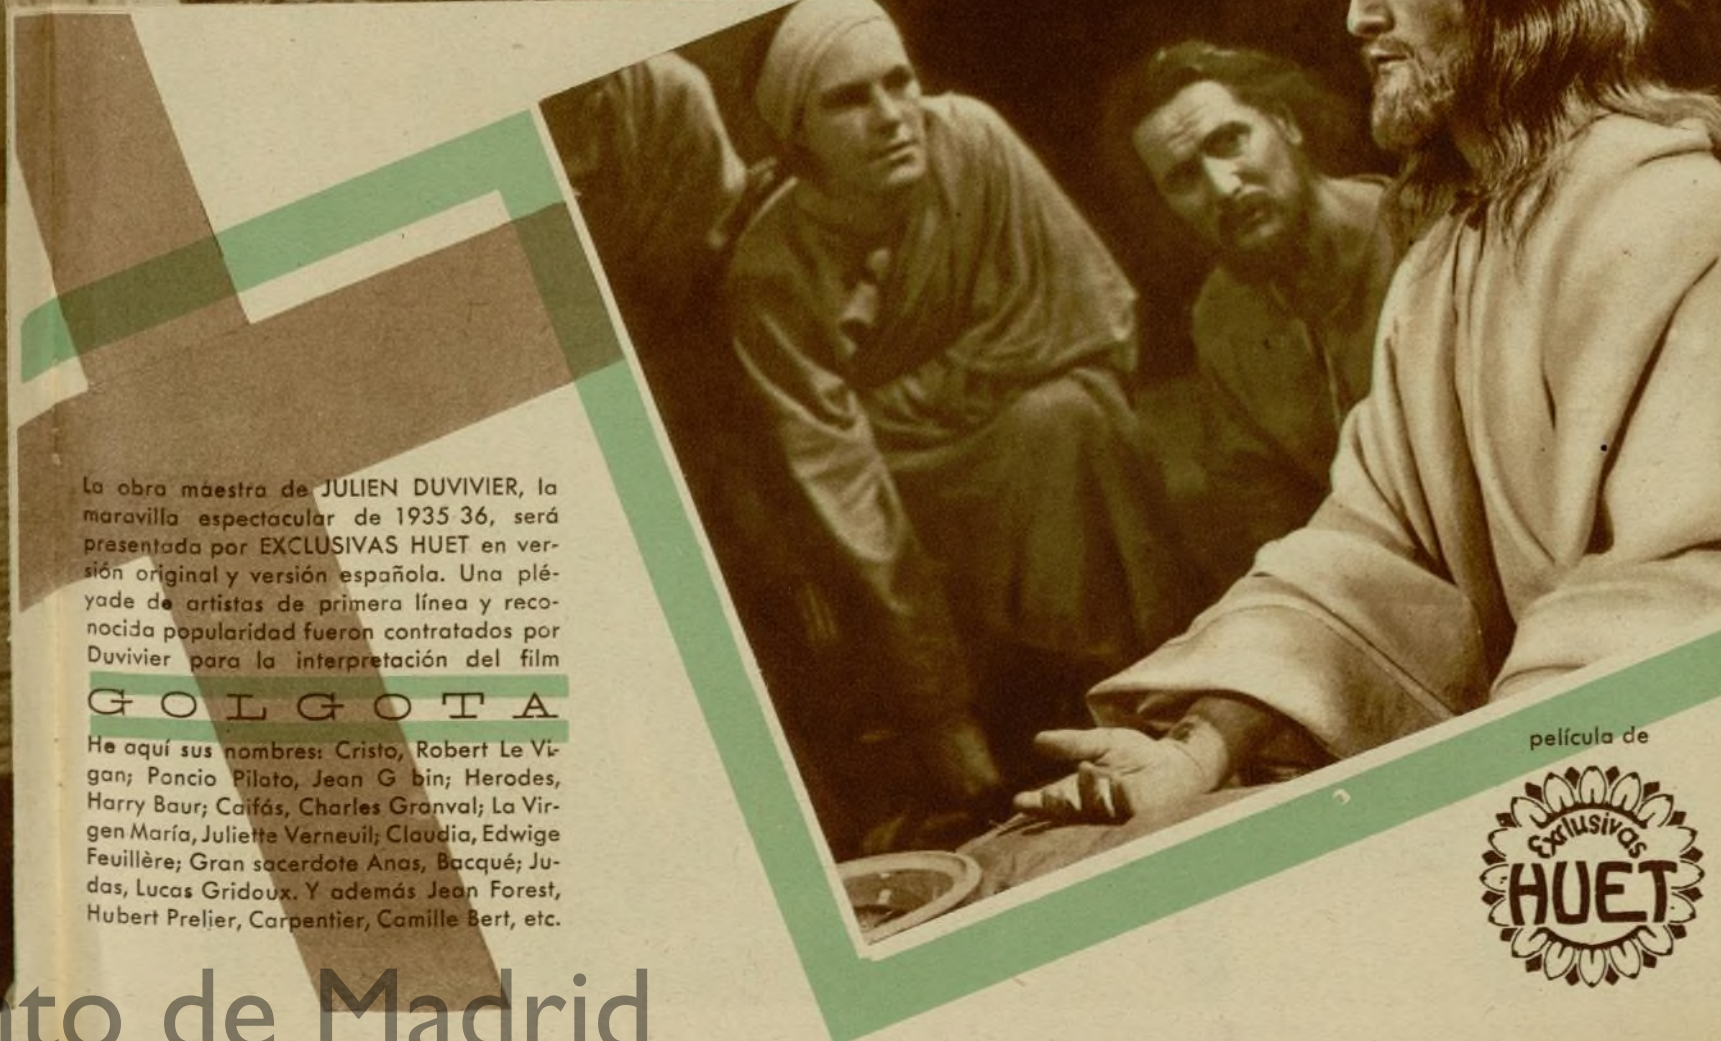 La obra maestra de JULIEN DUVIVIER, la
maravilla espectacular de 1935 36, será
presentada por EXCLUSIVAS HUET en ver-
sión original y versión española. Una plé-
yade de artistas de primera línea y reco-
nocida popularidad fueron contratados por
Duvivier para la interpretación del film
GOLGOTA
He aquí sus nombres: Cristo, Robert Le Vi-
gan; Poncio Pilato, Jean G bin; Herodes,
Harry Baur; Caifás, Charles Granval; La Vir-
gen María, Juliette Verneuil; Claudia, Edwige
Feuillère; Gran sacerdote Anas, Bacqué; Ju-
das, Lucas Gridoux. Y además Jean Forest,
Hubert Prelier, Carpentier, Camille Bert, etc.
película de
Exclusivas
HUET
nto de Madrid